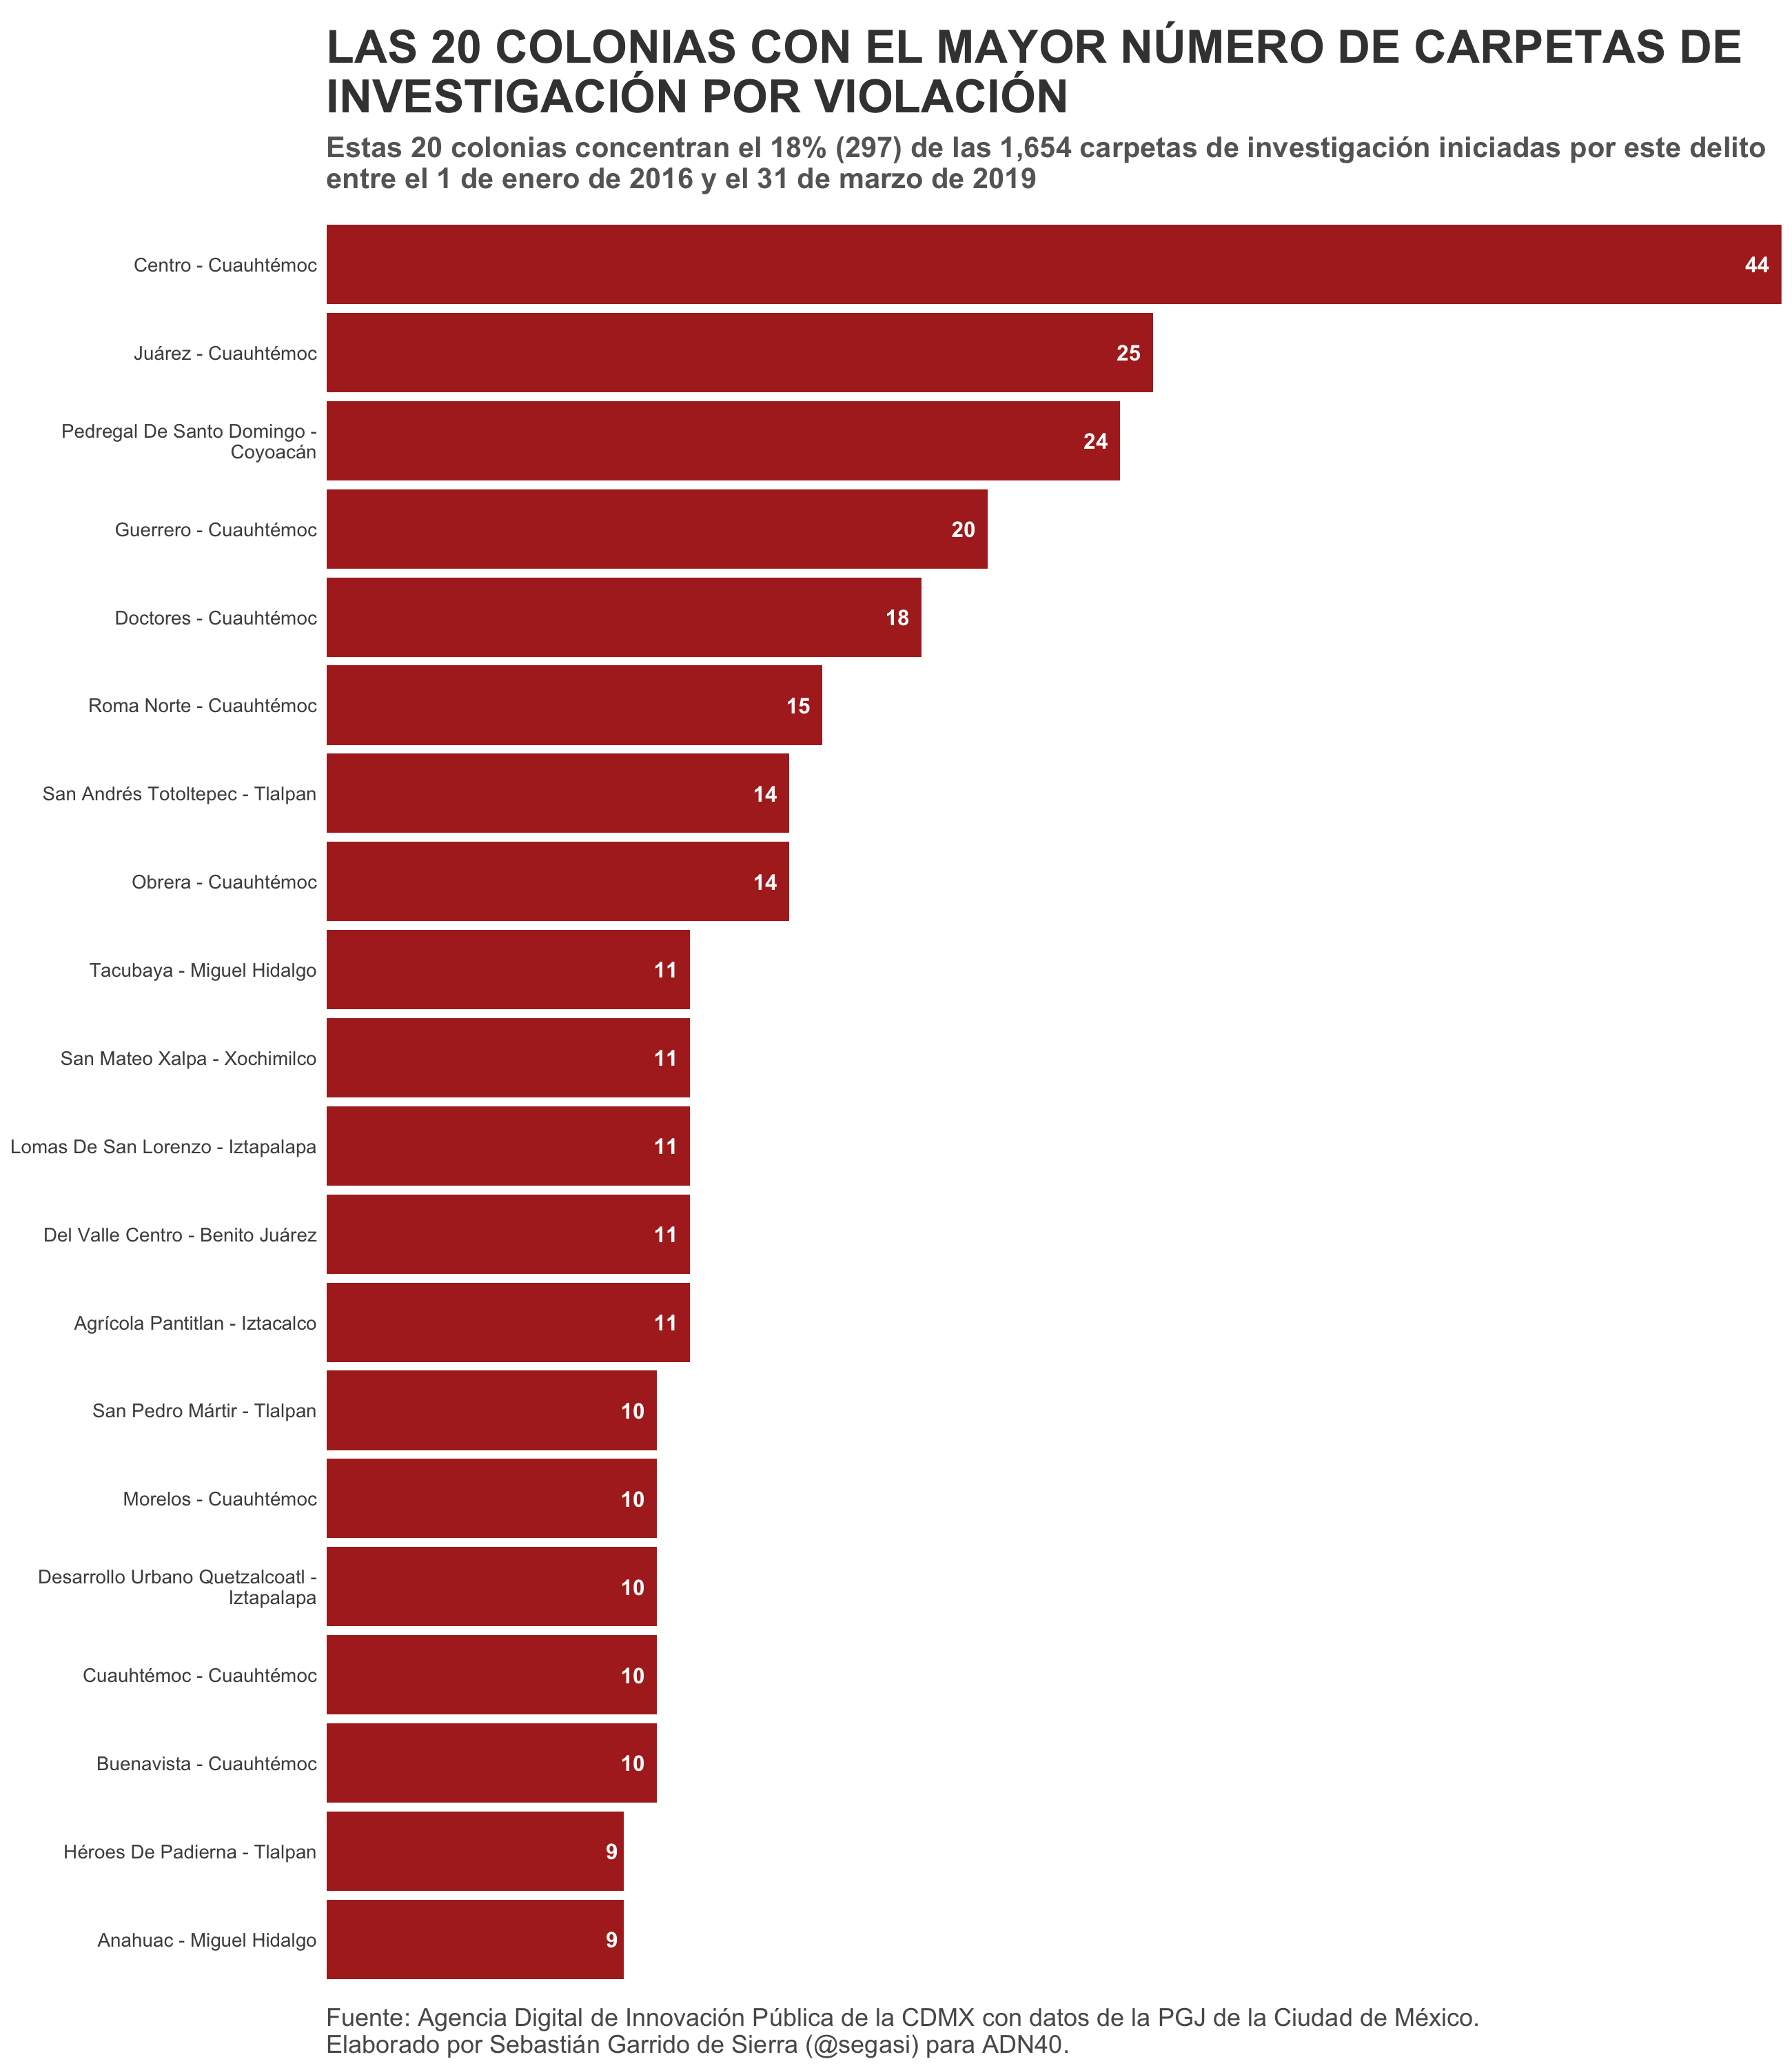 LAS 20 COLONIAS CON EL MAYOR NÚMERO DE CARPETAS DE
INVESTIGACIÓN POR VIOLACIÓN
Estas 20 colonias concentran el 18% (297) de las 1,654 carpetas de investigación iniciadas por este delito
entre el 1 de enero de 2016 y el 31 de marzo de 2019
Centro - Cuauhtémoc 44
Juárez - Cuauhtémoc 25
Pedregal De Santo Domingo -
Coyoacán 24
Guerrero - Cuauhtémoc 20
Doctores - Cuauhtémoc 18
Roma Norte - Cuauhtémoc 15
San Andrés Totoltepec - Tlalpan 14
Obrera - Cuauhtémoc 14
Tacubaya - Miguel Hidalgo 11
San Mateo Xalpa - Xochimilco 11
Lomas De San Lorenzo - Iztapalapa 11
Del Valle Centro - Benito Juárez 11
Agrícola Pantitlan - Iztacalco 11
San Pedro Mártir - Tlalpan 10
Morelos - Cuauhtémoc 10
Desarrollo Urbano Quetzalcoatl -
Iztapalapa 10
Cuauhtémoc - Cuauhtémoc 10
Buenavista - Cuauhtémoc 10
Héroes De Padierna - Tlalpan 9
Anahuac - Miguel Hidalgo 9
Fuente: Agencia Digital de Innovación Pública de la CDMX con datos de la PGJ de la Ciudad de México.
Elaborado por Sebastián Garrido de Sierra (@segasi) para ADN40.